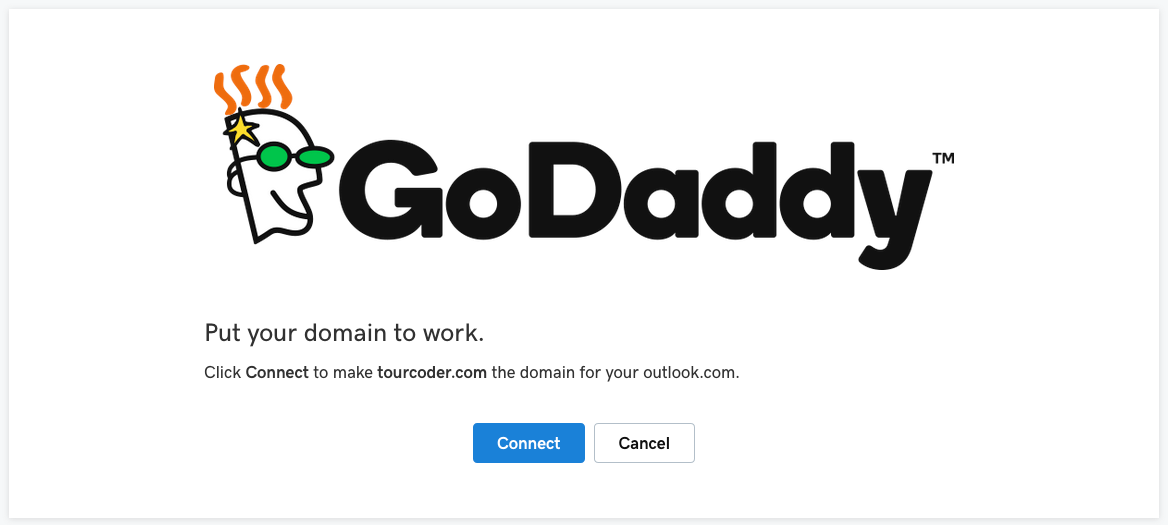 GoDaddy™
Put your domain to work.
Click Connect to make tourcoder.com the domain for your outlook.com.
Connect Cancel